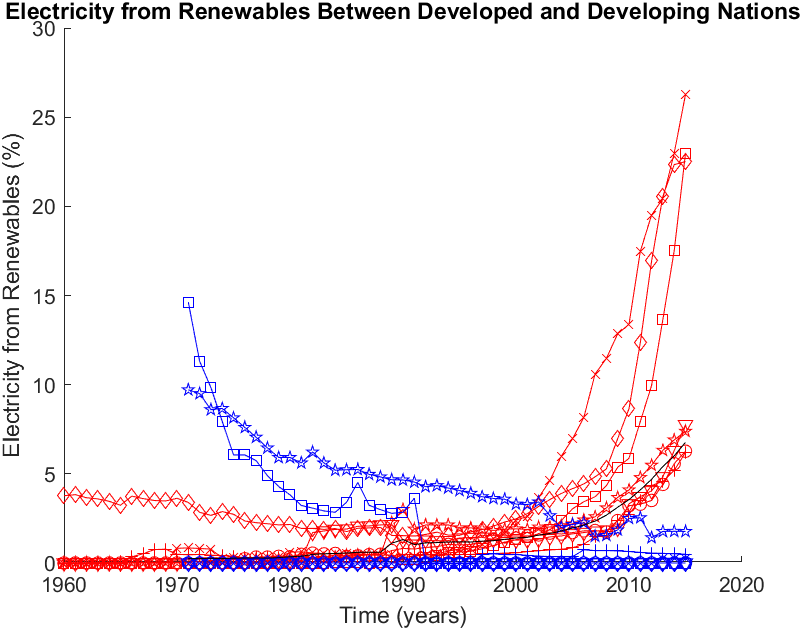 Electricity from Renewables Between Developed and Developing Nations
30
25
20
15
10
5
0
Electricity from Renewables (%)
1960 1970 1980 1990 2000 2010 2020
Time (years)